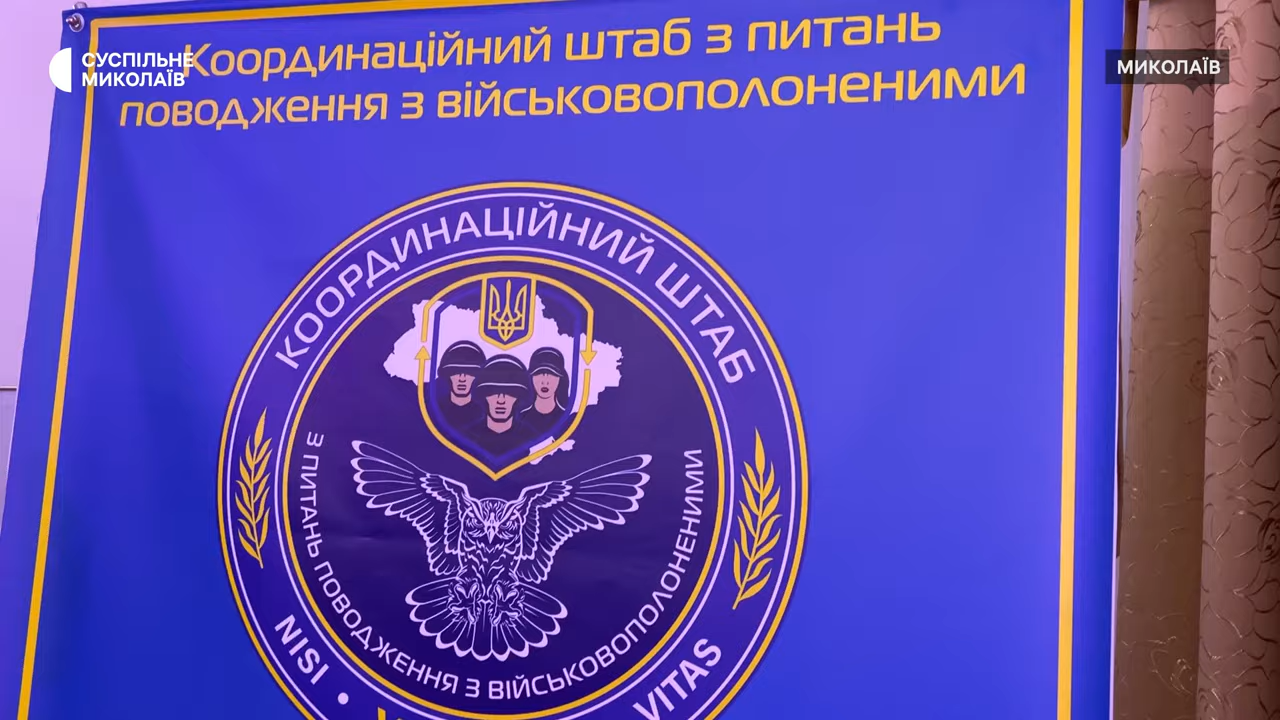 СУСПІЛЬНЕ
МИКОЛАЇВ
МИКОЛАЇВ
Координаційний штаб з питань
поводження з військовополоненими
КООРДИНАЦІЙНИЙ ШТАБ
З ПИТАНЬ ПОВОДЖЕННЯ З ВІЙСЬКОВОПОЛОНЕНИМИ
NISI •
VITAS